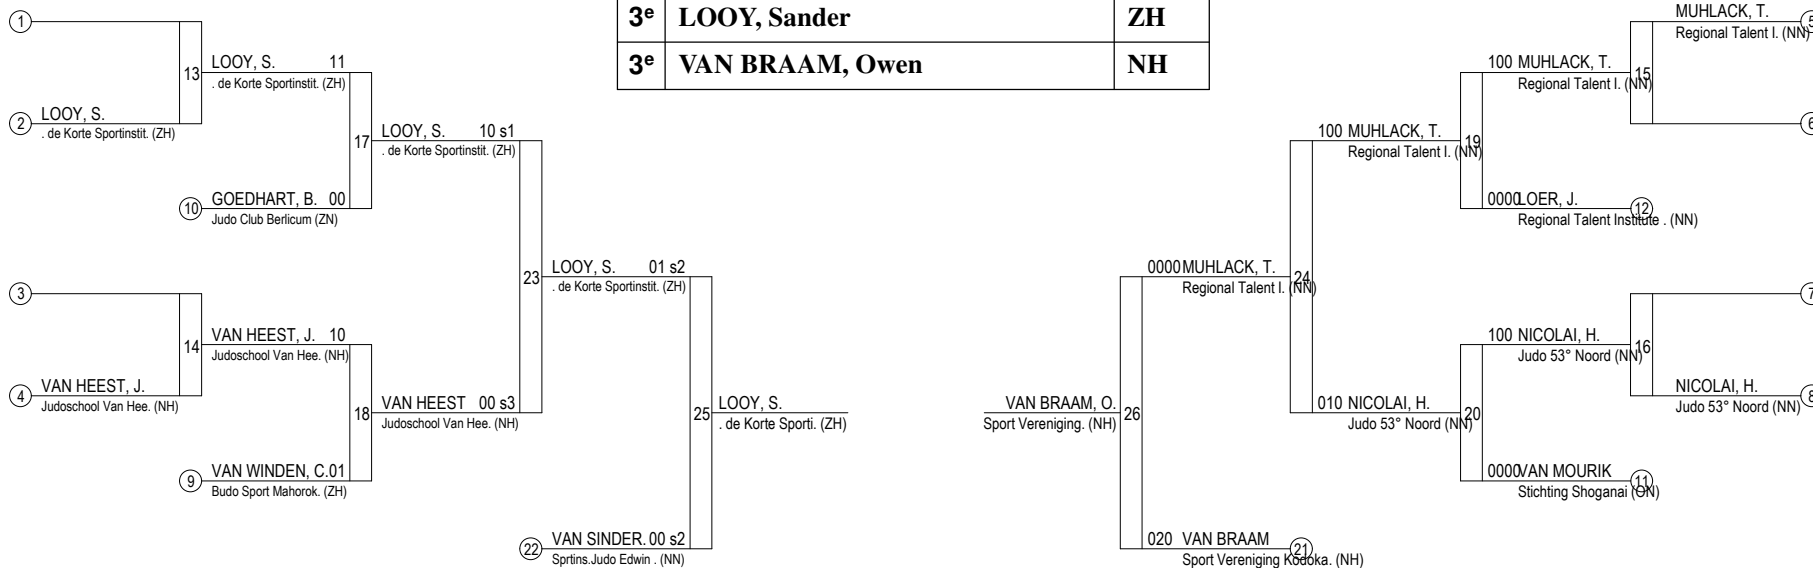 3e LOOY, Sander ZH
3e VAN BRAAM, Owen NH
1
13
LOOY, S. 11
. de Korte Sportinstit. (ZH)
2 LOOY, S.
. de Korte Sportinstit. (ZH)
17
LOOY, S. 10 s1
. de Korte Sportinstit. (ZH)
10 GOEDHART, B. 00
Judo Club Berlicum (ZN)
23
LOOY, S. 01 s2
. de Korte Sportinstit. (ZH)
3
14
VAN HEEST, J. 10
Judoschool Van Hee. (NH)
4 VAN HEEST, J.
Judoschool Van Hee. (NH)
18
VAN HEEST 00 s3
Judoschool Van Hee. (NH)
9 VAN WINDEN, C.01
Budo Sport Mahorok. (ZH)
25
LOOY, S.
. de Korte Sporti. (ZH)
22 VAN SINDER. 00 s2
Sprtins.Judo Edwin . (NN)
MUHLACK, T. 5
Regional Talent I. (NN)
15
100 MUHLACK, T.
Regional Talent I. (NN)
6
19
100 MUHLACK, T.
Regional Talent I. (NN)
0000 LOER, J. 12
Regional Talent Institute . (NN)
24
0000 MUHLACK, T.
Regional Talent I. (NN)
7
16
100 NICOLAI, H.
Judo 53° Noord (NN)
NICOLAI, H. 8
Judo 53° Noord (NN)
20
010 NICOLAI, H.
Judo 53° Noord (NN)
0000 VAN MOURIK 11
Stichting Shoganai (ON)
VAN BRAAM, O. 26
Sport Vereniging. (NH)
020 VAN BRAAM 21
Sport Vereniging Kodoka. (NH)